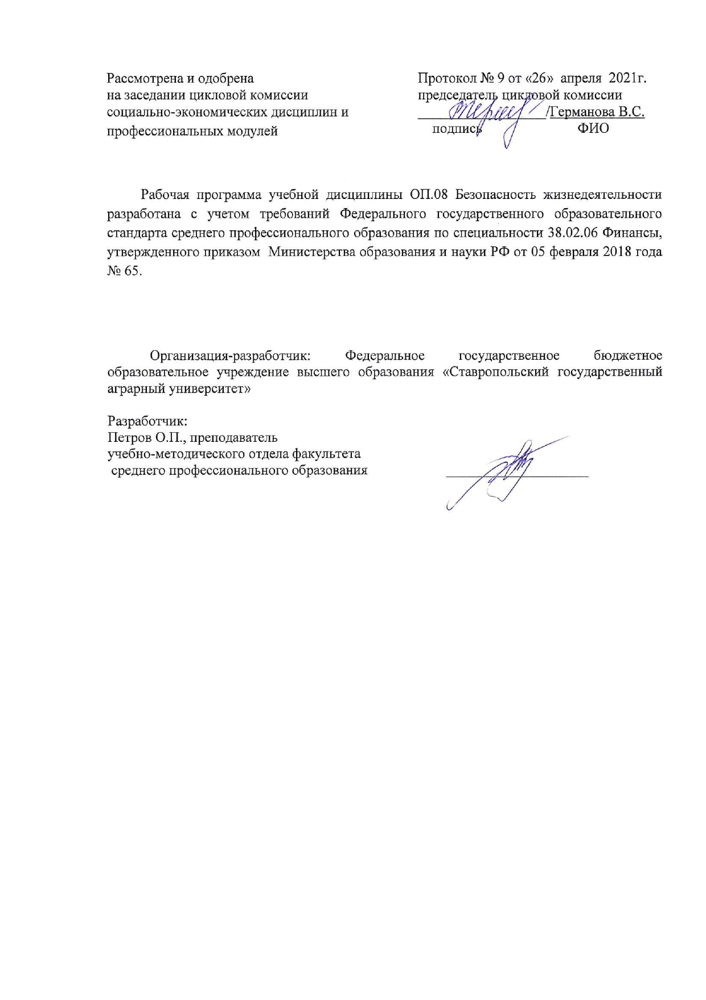 Рассмотрена и одобрена
на заседании цикловой комиссии
социально-экономических дисциплин и
профессиональных модулей
Протокол № 9 от «26» апреля 2021г.
председатель цикловой комиссии
/Германова В.С.
подпись ФИО
Рабочая программа учебной дисциплины ОП.08 Безопасность жизнедеятельности
разработана с учетом требований Федерального государственного образовательного
стандарта среднего профессионального образования по специальности 38.02.06 Финансы,
утвержденного приказом Министерства образования и науки РФ от 05 февраля 2018 года
№ 65.
Организация-разработчик: Федеральное государственное бюджетное
образовательное учреждение высшего образования «Ставропольский государственный
аграрный университет»
Разработчик:
Петров О.П., преподаватель
учебно-методического отдела факультета
среднего профессионального образования